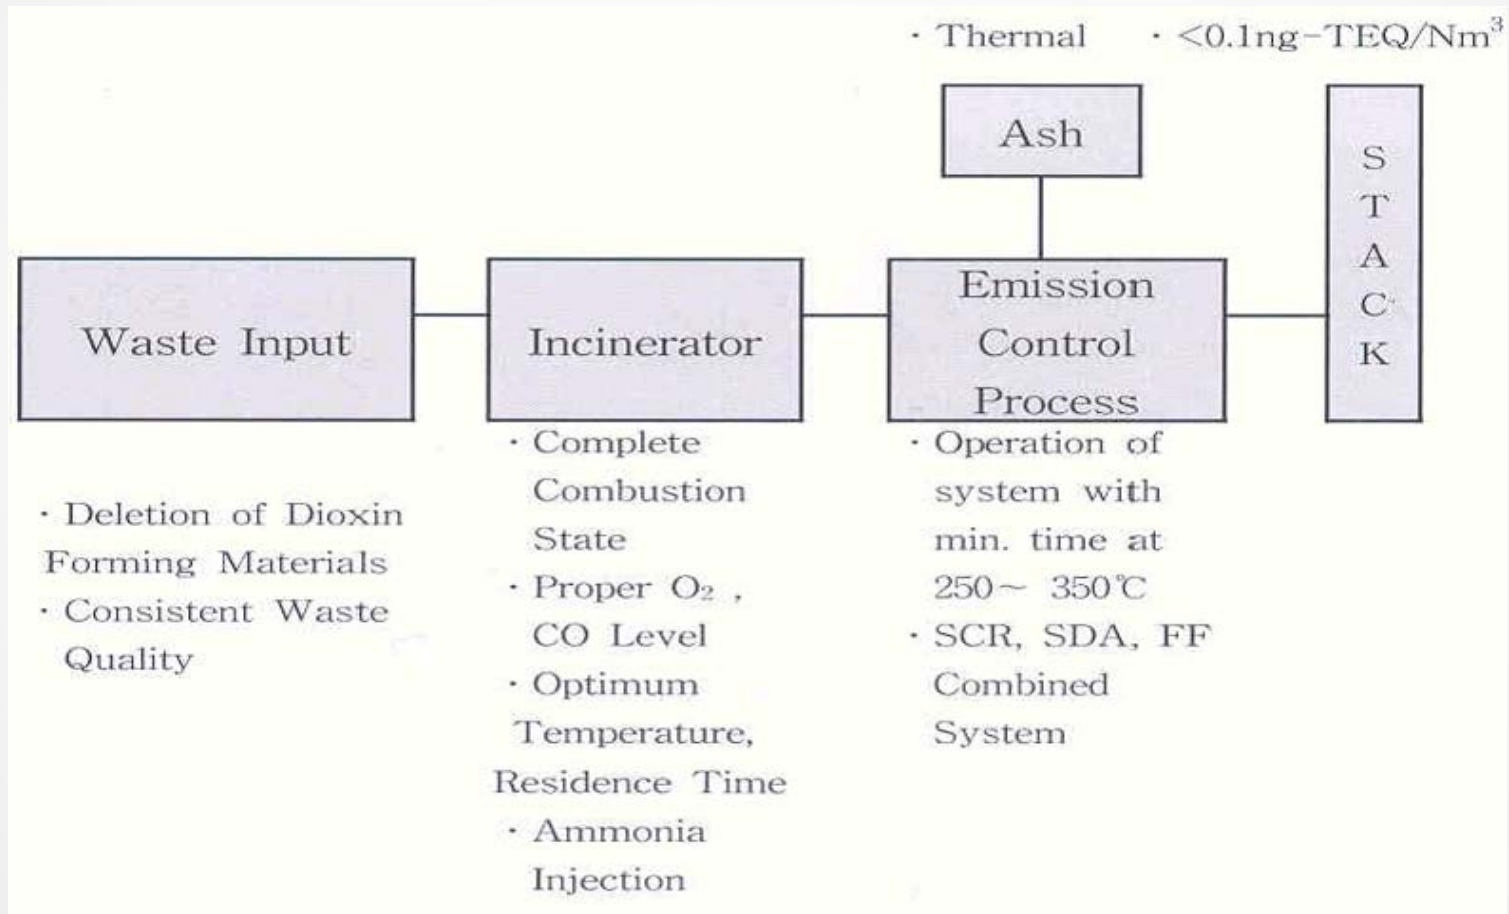 · Thermal
· <0.1ng-TEQ/Nm³
Ash
S
T
A
C
K
Waste Input
Incinerator
Emission
Control
Process
· Deletion of Dioxin
Forming Materials
· Consistent Waste
Quality
· Complete
Combustion
State
· Proper O₂ ,
CO Level
· Optimum
Temperature,
Residence Time
· Ammonia
Injection
· Operation of
system with
min. time at
250~ 350℃
· SCR, SDA, FF
Combined
System